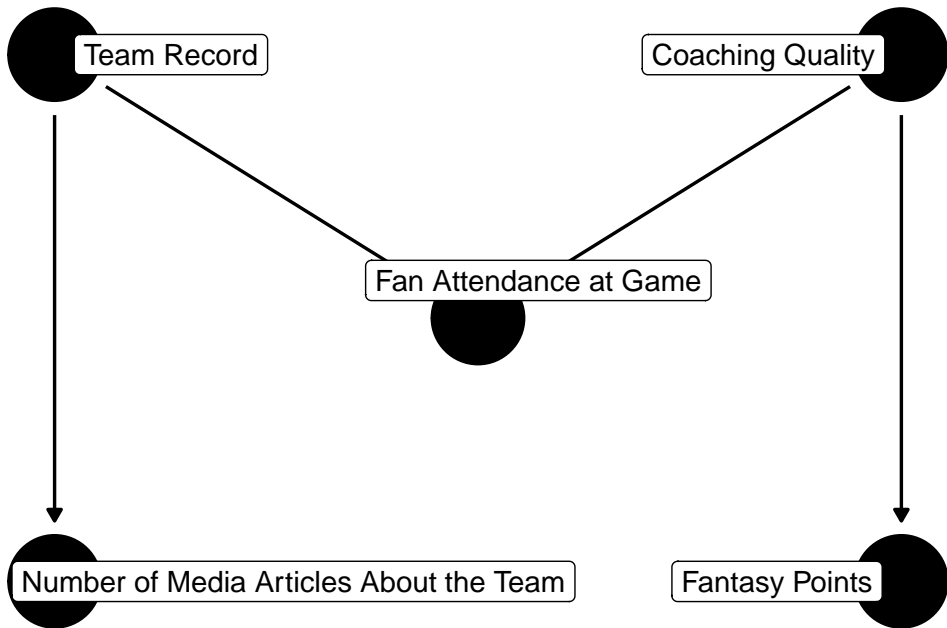 Team Record
Coaching Quality
Fan Attendance at Game
Number of Media Articles About the Team
Fantasy Points